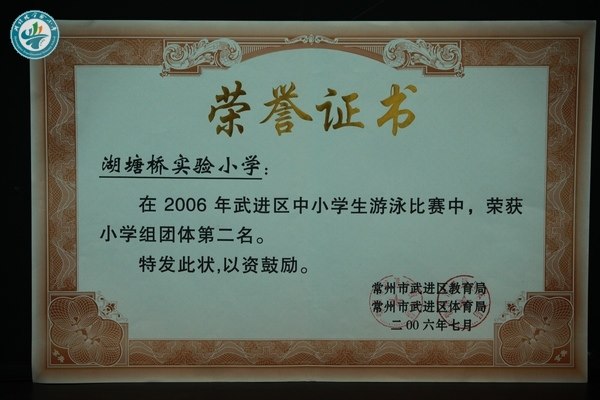 荣誉证书
湖塘桥实验小学：
在 2006 年武进区中小学生游泳比赛中，荣获
小学组团体第二名。
特发此状,以资鼓励。
常州市武进区教育局
常州市武进区体育局
二００六年七月